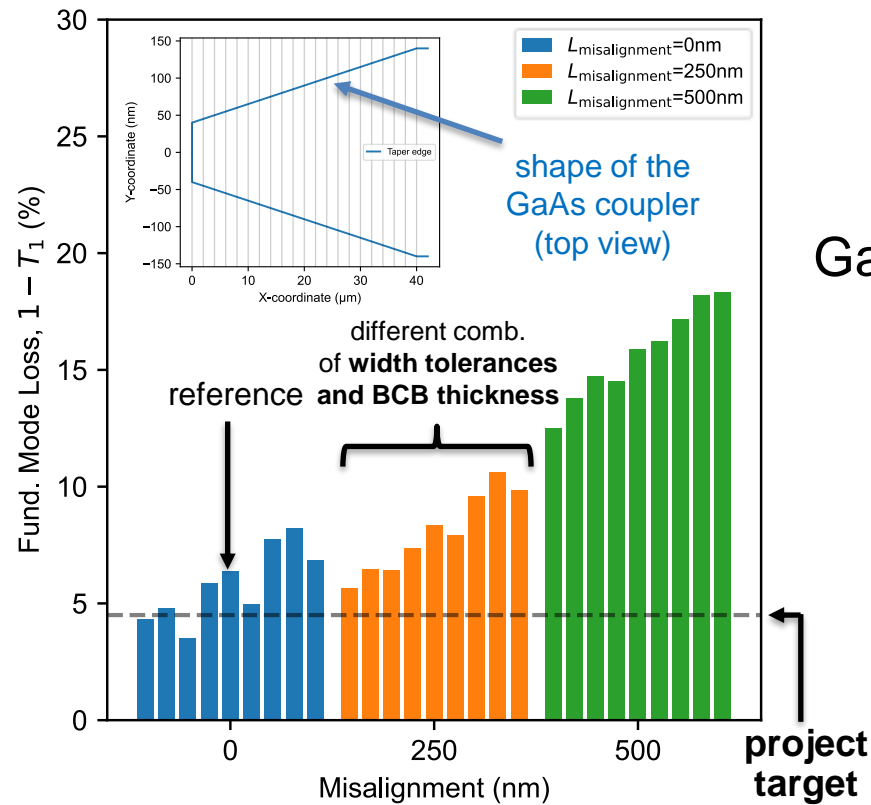 30
25
20
15
10
5
0
Fund. Mode Loss, 1 − T₁ (%)
0
250
500
Misalignment (nm)
L_misalignment=0nm
L_misalignment=250nm
L_misalignment=500nm
150
100
50
0
−50
−100
−150
Y-coordinate (nm)
0
10
20
30
40
X-coordinate (µm)
Taper edge
shape of the
GaAs coupler
(top view)
Ga
different comb.
of width tolerances
and BCB thickness
reference
project
target